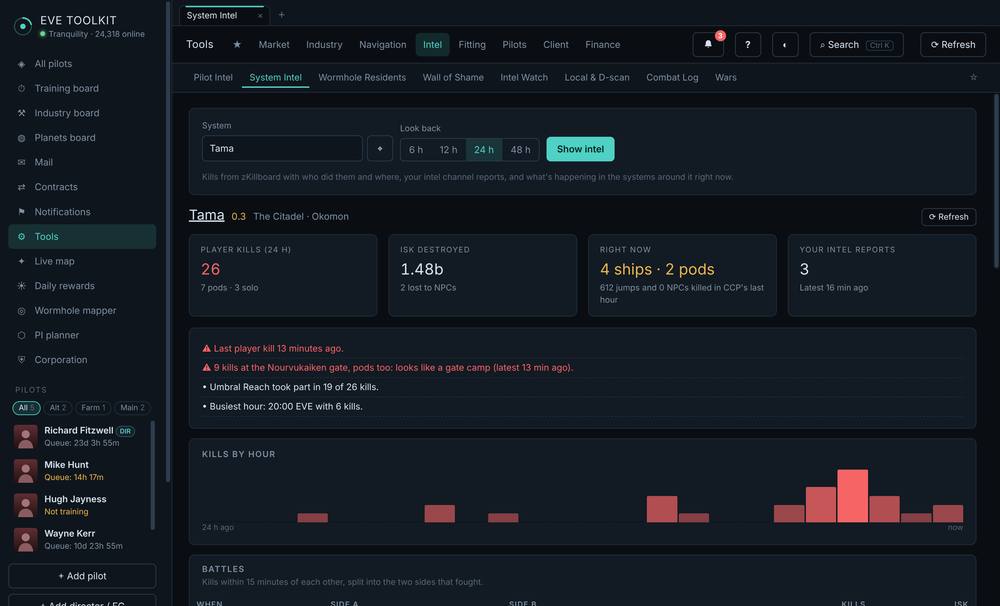 EVE TOOLKIT
Tranquility · 24,318 online
All pilots
Training board
Industry board
Planets board
Mail
Contracts
Notifications
Tools
Live map
Daily rewards
Wormhole mapper
PI planner
Corporation
PILOTS
All 5 Alt 2 Farm 1 Main 2
Richard Fitzwell DIR
Queue: 23d 3h 55m
Mike Hunt
Queue: 14h 17m
Hugh Jayness
Not training
Wayne Kerr
Queue: 10d 23h 55m
+ Add pilot
System Intel × +
Tools ★ Market Industry Navigation Intel Fitting Pilots Client Finance 3 ? Search Ctrl K ⟳ Refresh
Pilot Intel System Intel Wormhole Residents Wall of Shame Intel Watch Local & D-scan Combat Log Wars ☆
System
Look back
Tama
6 h 12 h 24 h 48 h Show intel
Kills from zKillboard with who did them and where, your intel channel reports, and what's happening in the systems around it right now.
Tama 0.3 The Citadel · Okomon ⟳ Refresh
PLAYER KILLS (24 H)
26
7 pods · 3 solo
ISK DESTROYED
1.48b
2 lost to NPCs
RIGHT NOW
4 ships · 2 pods
612 jumps and 0 NPCs killed in CCP's last
hour
YOUR INTEL REPORTS
3
Latest 16 min ago
⚠ Last player kill 13 minutes ago.
⚠ 9 kills at the Nourvukaiken gate, pods too: looks like a gate camp (latest 13 min ago).
• Umbral Reach took part in 19 of 26 kills.
• Busiest hour: 20:00 EVE with 6 kills.
KILLS BY HOUR
24 h ago now
BATTLES
Kills within 15 minutes of each other, split into the two sides that fought.
WHEN SIDE A SIDE B KILLS ISK